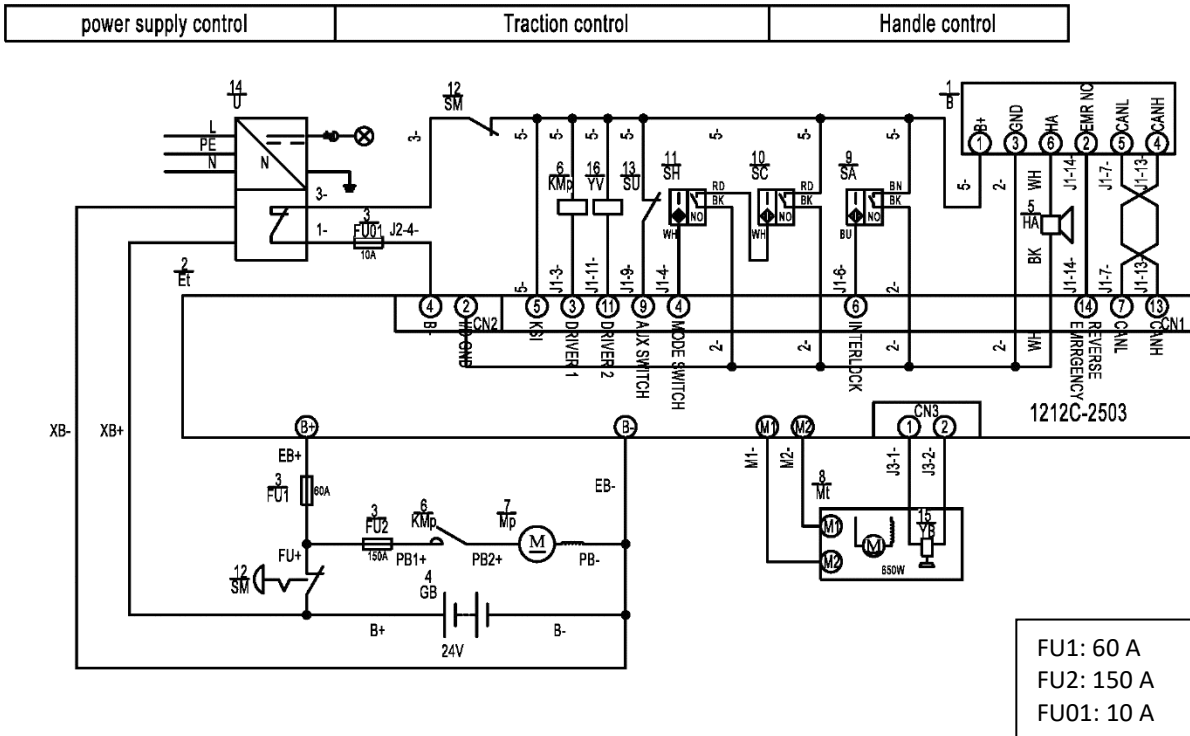 power supply control Traction control Handle control
14
U
L
PE
N
N
3-
1-
3
FU01
10A
J2-4-
3-
12
SM
5- 5- 5- 5- 5- 5- 5-
6
KMp
16
YV
13
SU
11
SH
10
SC
9
SA
RD
BK
NO
WH
RD
BK
NO
WH
BN
BK
NO
BU
1
B
B+ GND HA EMR NO CANL CANH
1 3 6 2 5 4
5- 2- WH J1-14- J1-7- J1-13-
5
HA
BK J1-14- J1-7- J1-13-
2
Et
5- J1-3- J1-11- J1-9- J1-4- J1-6- 2-
4 2 5 3 11 9 4 6 14 7 13
B- CN2 KSI DRIVER 1 DRIVER 2 AUX SWITCH MODE SWITCH INTERLOCK REVERSE EMRRGENCY CANL CANH CN1
2- 2- 2- 2- WH
1212C-2503
XB- XB+
B+ B- M1 M2
CN3
1 2
EB+
3
FU1
60A
EB-
M1- M2- J3-1- J3-2-
8
Mt
3
FU2
150A
6
KMp
7
Mp
M
PB1+ PB2+ PB-
FU+
12
SM
4
GB
B+ B-
24V
M1
M2
M
15
YB
650W
FU1: 60 A
FU2: 150 A
FU01: 10 A